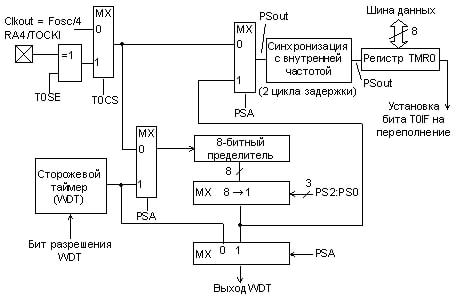 Clkout = Fosc/4
RA4/TOCKI
MX
0
1
=1
T0SE
T0CS
MX
0
1
PSA
PSout
Синхронизация
с внутренней
частотой
(2 цикла задержки)
Шина данных
8
Регистр TMR0
PSout
Установка
бита T0IF на
переполнение
MX
0
1
PSA
8-битный
пределитель
8
MX 8 → 1
3
PS2:PS0
Сторожевой
таймер
(WDT)
Бит разрешения
WDT
MX 0 1
PSA
Выход WDT